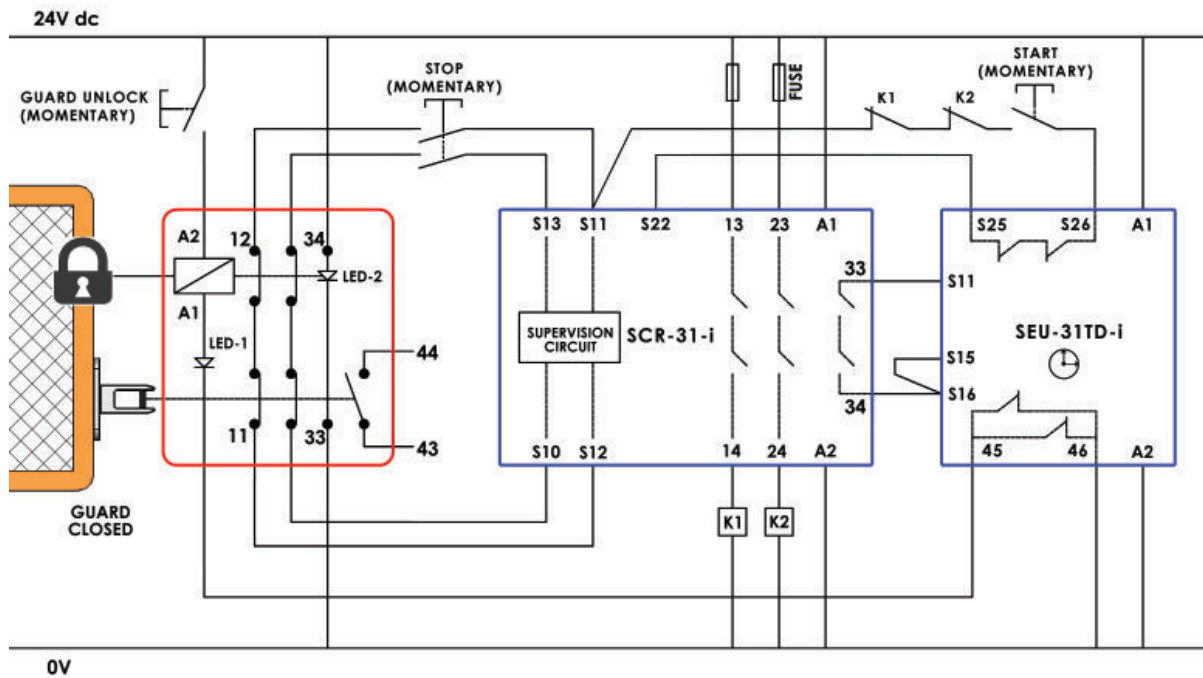 24V dc
GUARD UNLOCK
(MOMENTARY)
STOP
(MOMENTARY)
FUSE
START
(MOMENTARY)
K1
K2
A2
12
34
LED-2
A1
LED-1
44
11
33
43
GUARD
CLOSED
S13
S11
S22
13
23
A1
SUPERVISION
CIRCUIT
SCR-31-i
33
34
S10
S12
14
24
A2
K1
K2
S25
S26
A1
S11
SEU-31TD-i
S15
S16
45
46
A2
0V